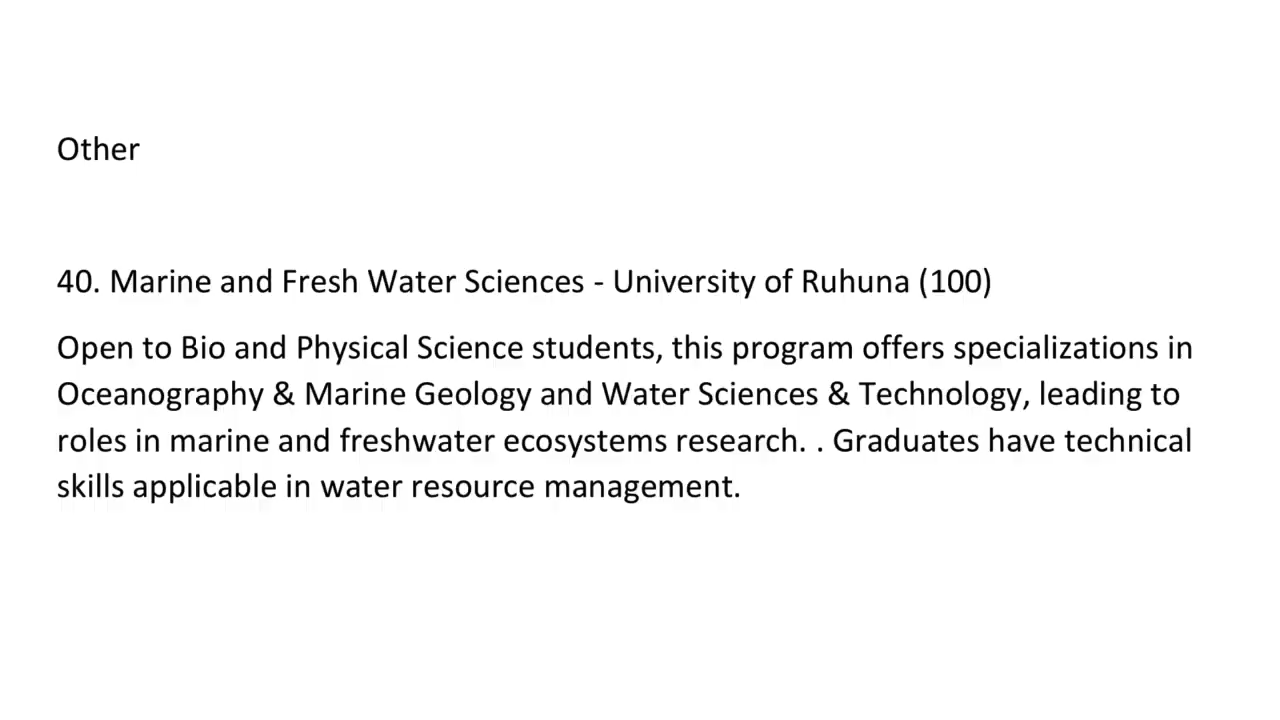 Other
40. Marine and Fresh Water Sciences - University of Ruhuna (100)
Open to Bio and Physical Science students, this program offers specializations in
Oceanography & Marine Geology and Water Sciences & Technology, leading to
roles in marine and freshwater ecosystems research. . Graduates have technical
skills applicable in water resource management.